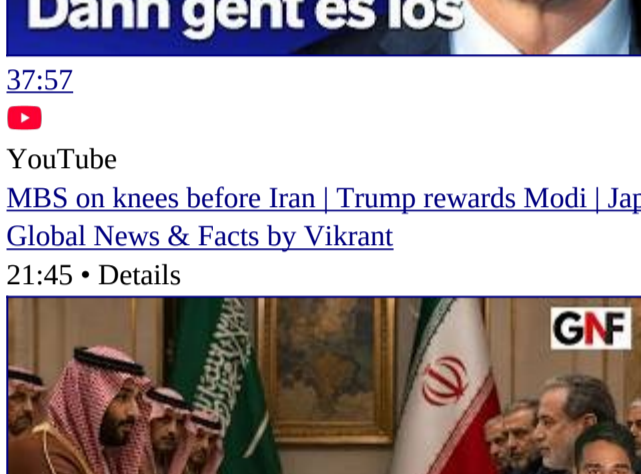 Dann geht es los
37:57
YouTube
MBS on knees before Iran | Trump rewards Modi | Jap
Global News & Facts by Vikrant
21:45 • Details
GNF